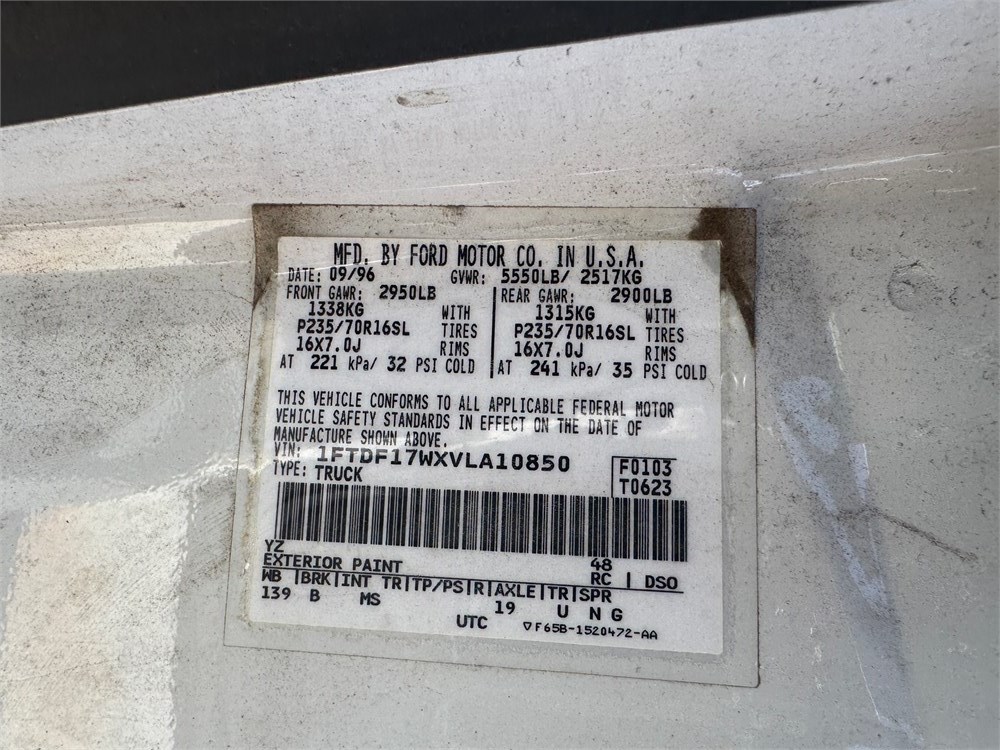 MFD. BY FORD MOTOR CO. IN U.S.A.
DATE: 09/96 GVWR: 5550LB/ 2517KG
FRONT GAWR: 2950LB REAR GAWR: 2900LB
1338KG WITH 1315KG WITH
P235/70R16SL TIRES P235/70R16SL TIRES
16X7.0J RIMS 16X7.0J RIMS
AT 221 kPa/ 32 PSI COLD AT 241 kPa/ 35 PSI COLD
THIS VEHICLE CONFORMS TO ALL APPLICABLE FEDERAL MOTOR
VEHICLE SAFETY STANDARDS IN EFFECT ON THE DATE OF
MANUFACTURE SHOWN ABOVE.
VIN: 1FTDF17WXVLA10850 F0103
TYPE: TRUCK T0623
YZ 48
EXTERIOR PAINT RC | DSO
WB |BRK|INT TR|TP/PS|R|AXLE|TR|SPR
139 B MS 19 U N G
UTC ▽F65B-1520472-AA